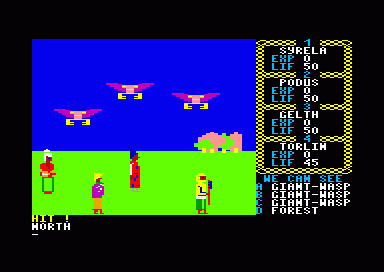 1
SYRELA
EXP 0
LIF 50
2
PODUS
EXP 0
LIF 50
3
GELTH
EXP 0
LIF 50
4
TORLIN
EXP 0
LIF 45
WE CAN SEE
A GIANT-WASP
B GIANT-WASP
C GIANT-WASP
D FOREST
HIT !
NORTH